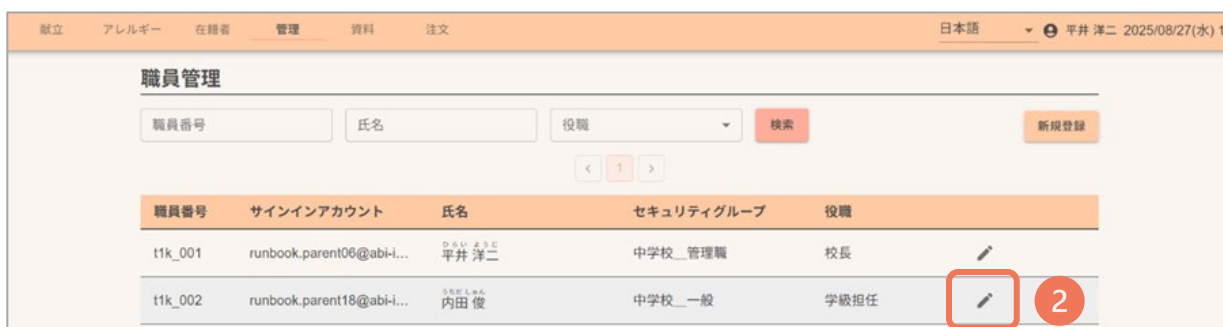 献立 アレルギー 在籍者 管理 資料 注文 日本語 平井 洋二 2025/08/27(水) 1
職員管理
職員番号 氏名 役職 検索 新規登録
1
職員番号 サインインアカウント 氏名 セキュリティグループ 役職
ひらい ようじ
t1k_001 runbook.parent06@abi-i... 平井 洋二 中学校__管理職 校長
うちだ しゅん
t1k_002 runbook.parent18@abi-i... 内田 俊 中学校__一般 学級担任 2